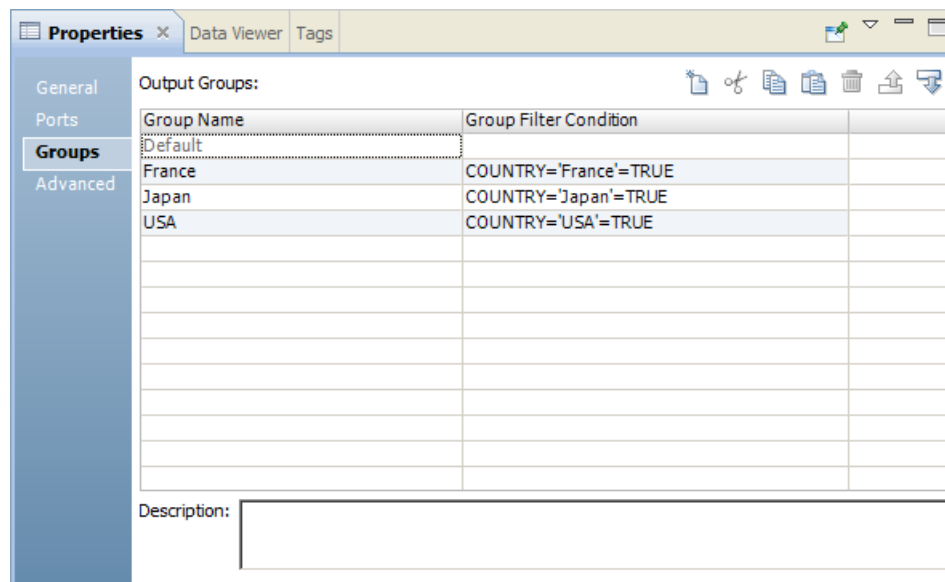 Properties Data Viewer Tags
General
Ports
Groups
Advanced
Output Groups:
Group Name Group Filter Condition
Default
France COUNTRY='France'=TRUE
Japan COUNTRY='Japan'=TRUE
USA COUNTRY='USA'=TRUE
Description: